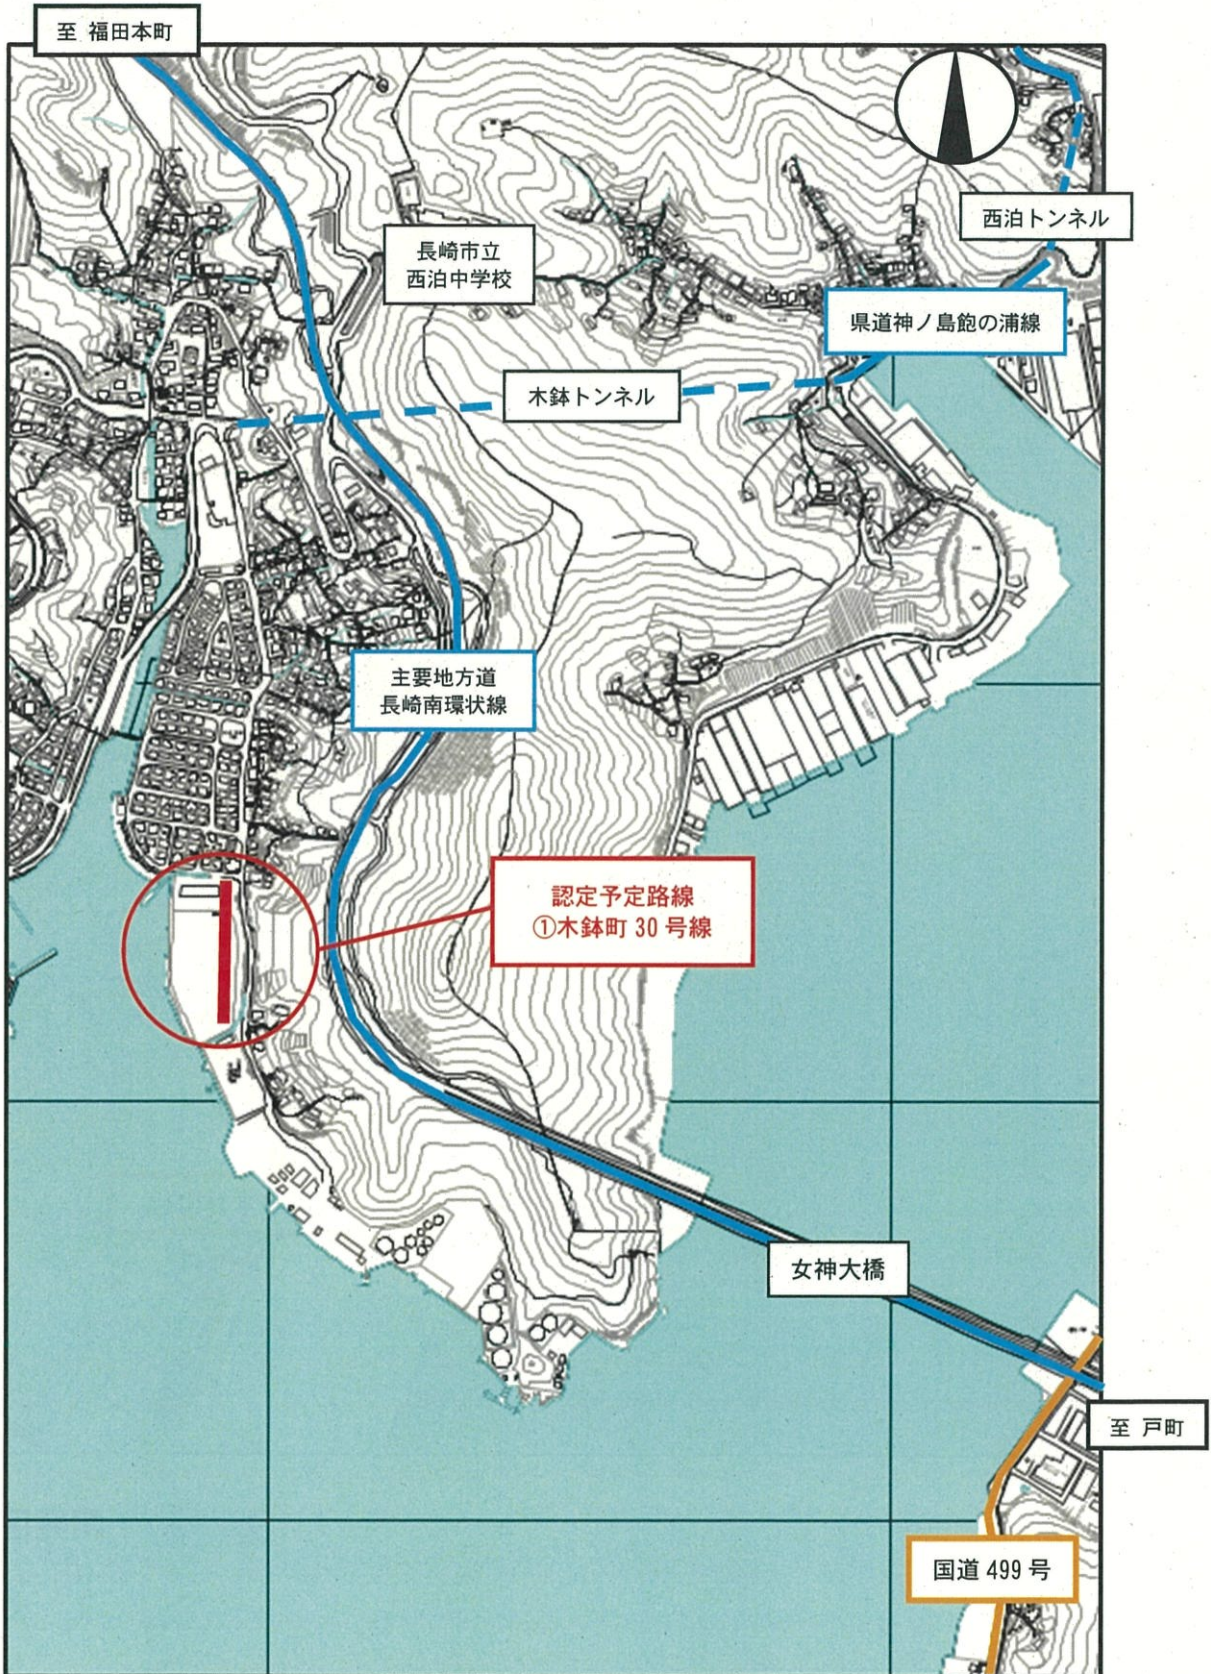 至 福田本町
西泊トンネル
長崎市立
西泊中学校
県道神ノ島飽の浦線
木鉢トンネル
主要地方道
長崎南環状線
認定予定路線
①木鉢町 30 号線
女神大橋
至 戸町
国道 499 号